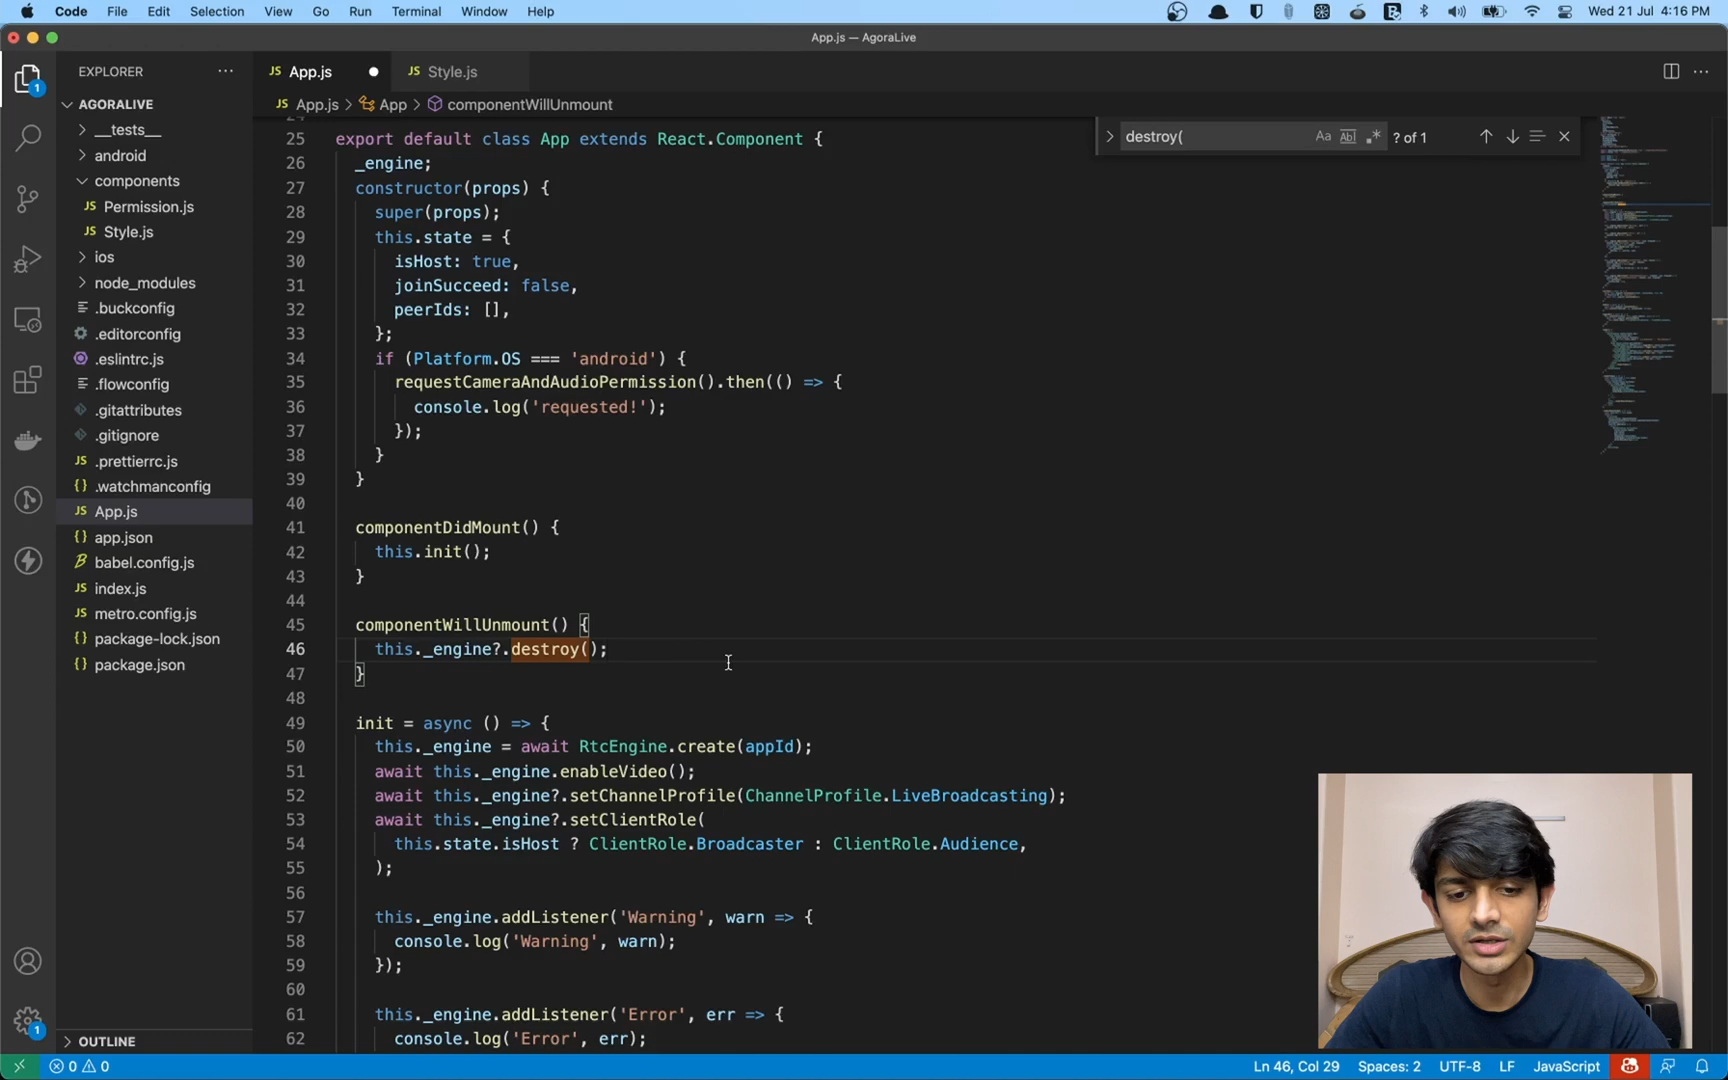 Code File Edit Selection View Go Run Terminal Window Help Wed 21 Jul 4:16 PM
App.js — AgoraLive
EXPLORER ···
JS App.js JS Style.js
JS App.js > App > componentWillUnmount
AGORALIVE
__tests__
android
components
JS Permission.js
JS Style.js
ios
node_modules
.buckconfig
.editorconfig
.eslintrc.js
.flowconfig
.gitattributes
.gitignore
JS .prettierrc.js
{} .watchmanconfig
JS App.js
{} app.json
babel.config.js
JS index.js
JS metro.config.js
{} package-lock.json
{} package.json
OUTLINE
1
1
destroy( Aa Abl .* ? of 1
24
25 export default class App extends React.Component {
26 _engine;
27 constructor(props) {
28 super(props);
29 this.state = {
30 isHost: true,
31 joinSucceed: false,
32 peerIds: [],
33 };
34 if (Platform.OS === 'android') {
35 requestCameraAndAudioPermission().then(() => {
36 console.log('requested!');
37 });
38 }
39 }
40
41 componentDidMount() {
42 this.init();
43 }
44
45 componentWillUnmount() {
46 this._engine?.destroy();
47 }
48
49 init = async () => {
50 this._engine = await RtcEngine.create(appId);
51 await this._engine.enableVideo();
52 await this._engine?.setChannelProfile(ChannelProfile.LiveBroadcasting);
53 await this._engine?.setClientRole(
54 this.state.isHost ? ClientRole.Broadcaster : ClientRole.Audience,
55 );
56
57 this._engine.addListener('Warning', warn => {
58 console.log('Warning', warn);
59 });
60
61 this._engine.addListener('Error', err => {
62 console.log('Error', err);
0 0 Ln 46, Col 29 Spaces: 2 UTF-8 LF JavaScript